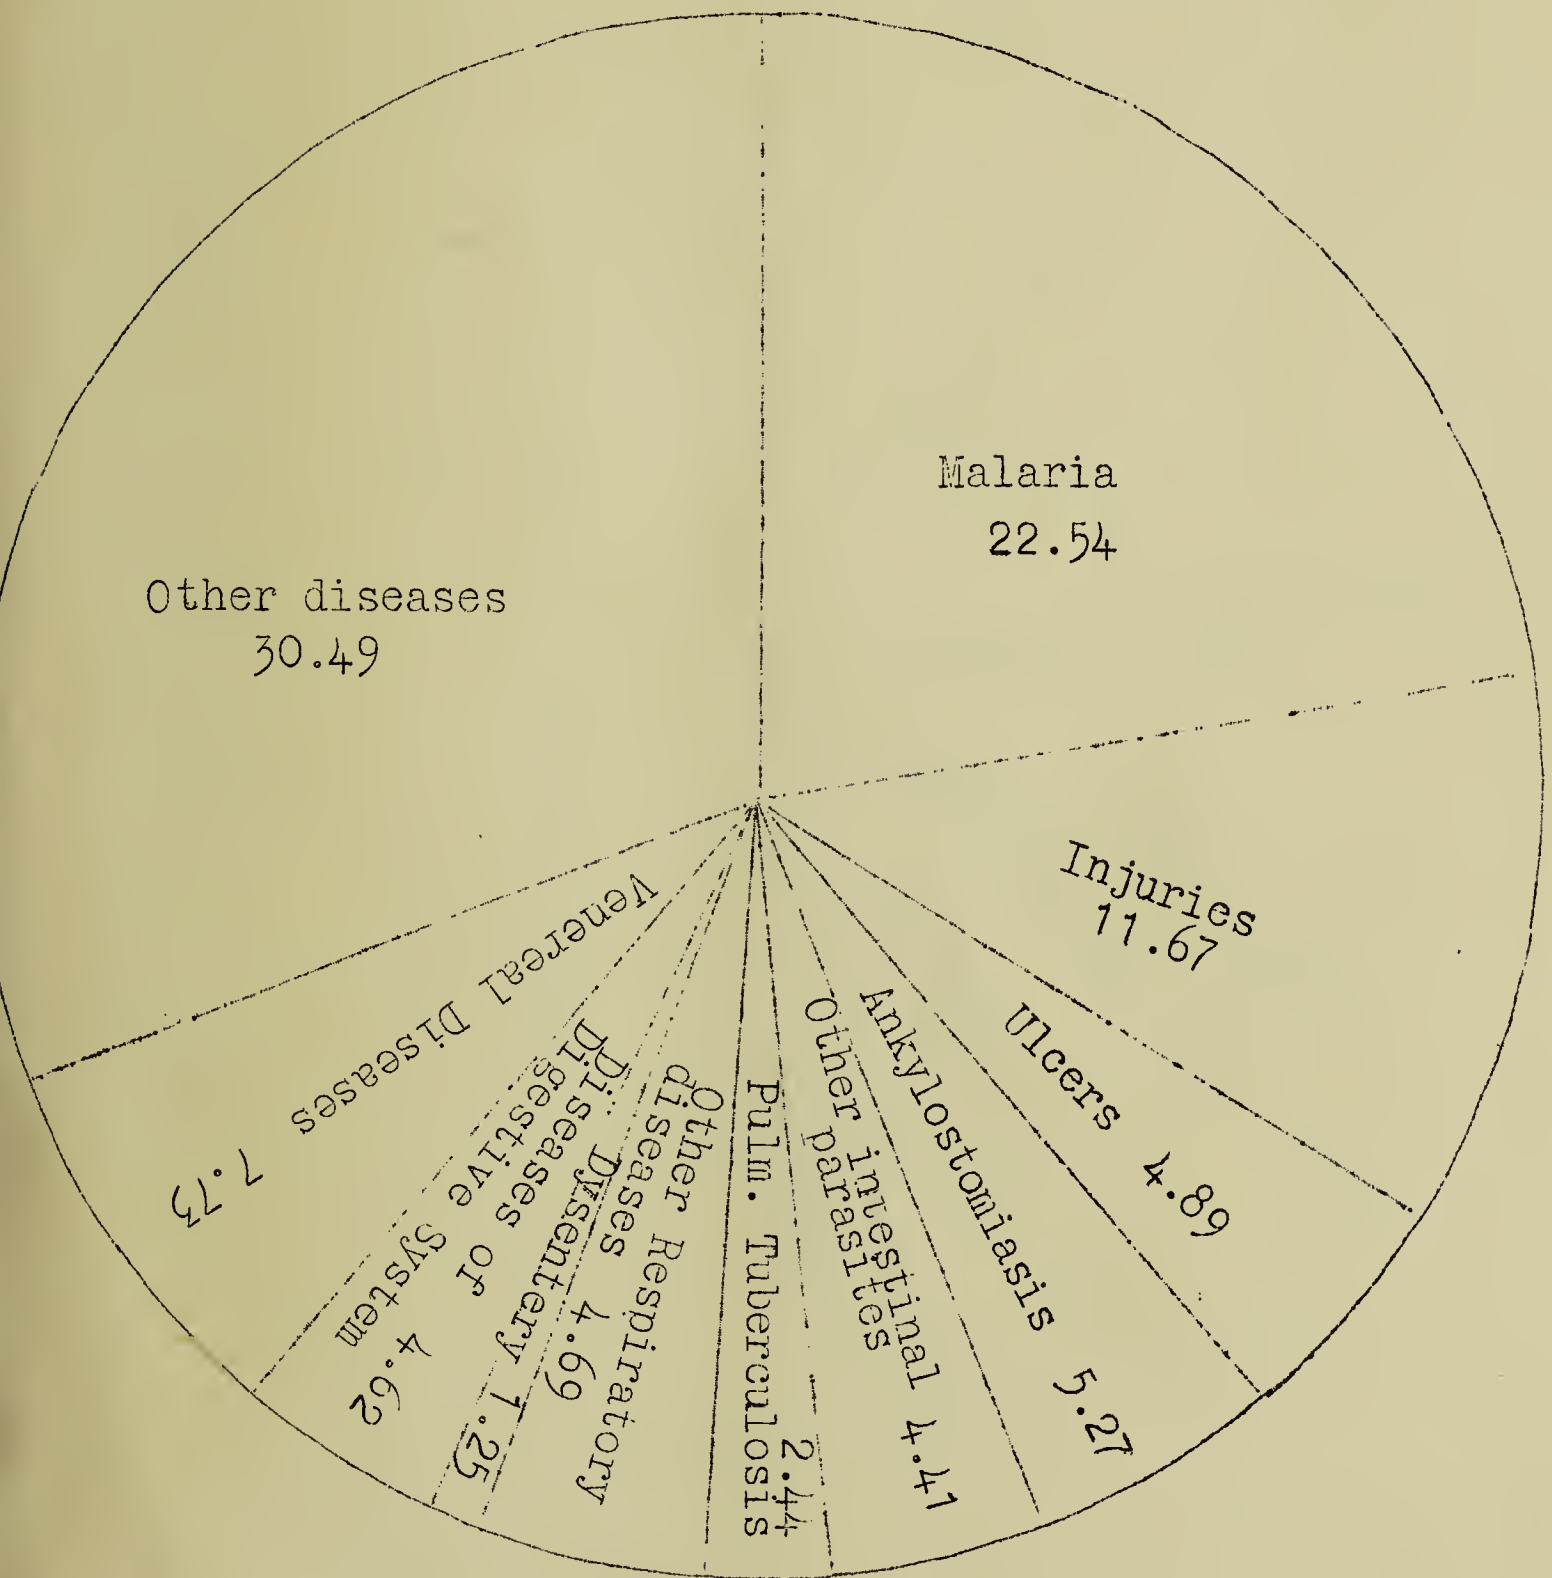 Malaria
22.54
Injuries
11.67
Ulcers 4.89
Ankylostomiasis 5.27
Other intestinal 4.41
parasites
Pulm. Tuberculosis
2.44
Other Respiratory
diseases 4.69
Dysentery 1.25
Diseases of
Digestive System 4.62
Venereal Diseases 7.73
Other diseases
30.49